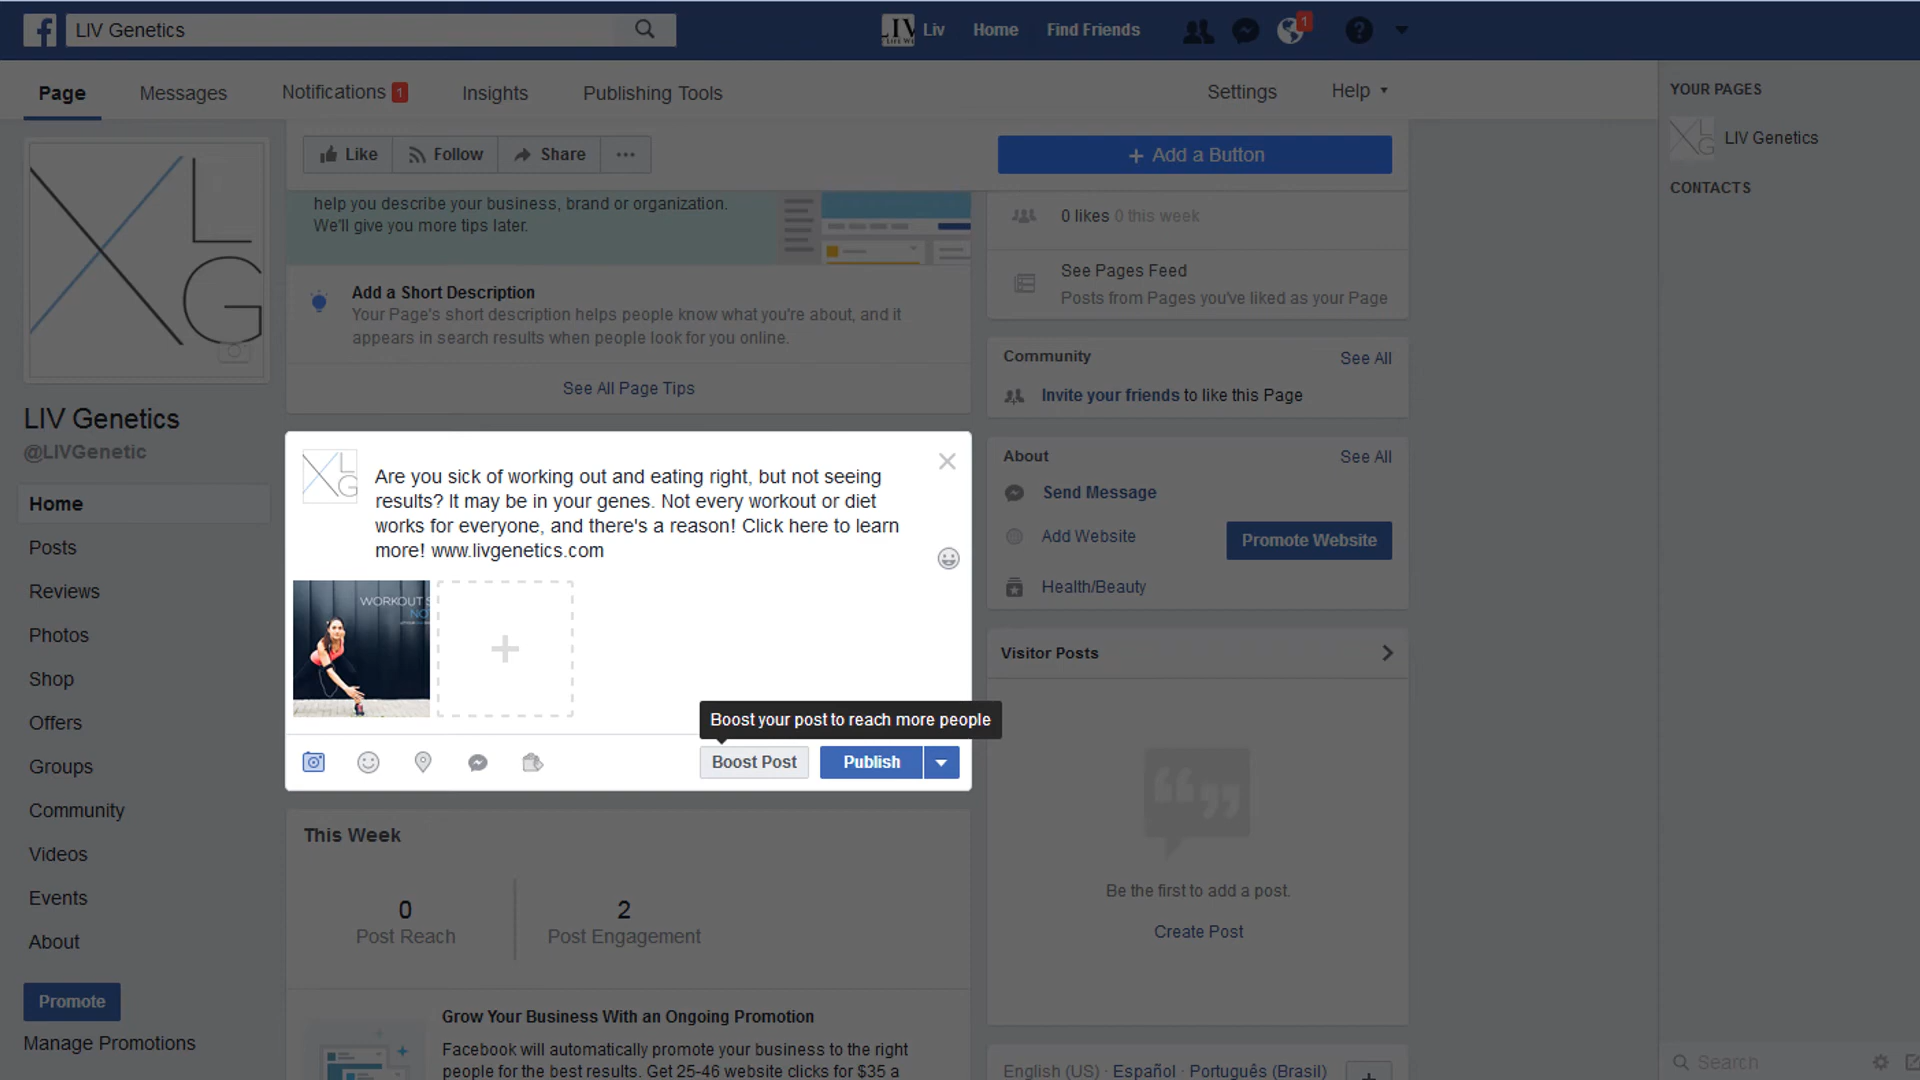 LIV Genetics
Liv
Home
Find Friends
1
?
Page
Messages
Notifications 1
Insights
Publishing Tools
Settings
Help
YOUR PAGES
LIV Genetics
CONTACTS
Like
Follow
Share
...
+ Add a Button
help you describe your business, brand or organization.
We'll give you more tips later.
Add a Short Description
Your Page's short description helps people know what you're about, and it
appears in search results when people look for you online.
See All Page Tips
0 likes 0 this week
See Pages Feed
Posts from Pages you've liked as your Page
Community
See All
Invite your friends to like this Page
About
See All
Send Message
Add Website
Promote Website
Health/Beauty
Visitor Posts
Be the first to add a post.
Create Post
LIV Genetics
@LIVGenetic
Home
Posts
Reviews
Photos
Shop
Offers
Groups
Community
Videos
Events
About
Promote
Manage Promotions
Are you sick of working out and eating right, but not seeing
results? It may be in your genes. Not every workout or diet
works for everyone, and there's a reason! Click here to learn
more! www.livgenetics.com
WORKOUT
Boost your post to reach more people
Boost Post
Publish
This Week
0
Post Reach
2
Post Engagement
Grow Your Business With an Ongoing Promotion
Facebook will automatically promote your business to the right
people for the best results. Get 25-46 website clicks for $35 a
English (US) · Español · Português (Brasil)
Search